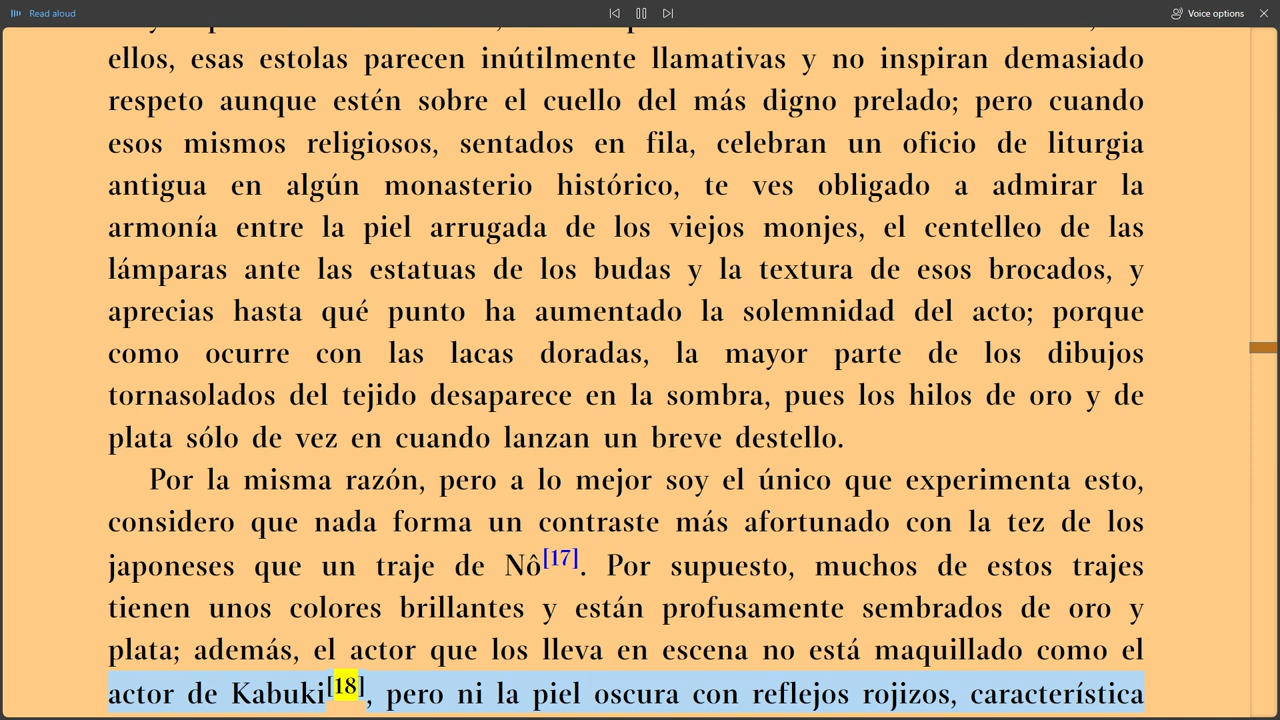 Read aloud
Voice options
ellos, esas estolas parecen inútilmente llamativas y no inspiran demasiado
respeto aunque estén sobre el cuello del más digno prelado; pero cuando
esos mismos religiosos, sentados en fila, celebran un oficio de liturgia
antigua en algún monasterio histórico, te ves obligado a admirar la
armonía entre la piel arrugada de los viejos monjes, el centelleo de las
lámparas ante las estatuas de los budas y la textura de esos brocados, y
aprecias hasta qué punto ha aumentado la solemnidad del acto; porque
como ocurre con las lacas doradas, la mayor parte de los dibujos
tornasolados del tejido desaparece en la sombra, pues los hilos de oro y de
plata sólo de vez en cuando lanzan un breve destello.
Por la misma razón, pero a lo mejor soy el único que experimenta esto,
considero que nada forma un contraste más afortunado con la tez de los
japoneses que un traje de Nô[17]. Por supuesto, muchos de estos trajes
tienen unos colores brillantes y están profusamente sembrados de oro y
plata; además, el actor que los lleva en escena no está maquillado como el
actor de Kabuki[18], pero ni la piel oscura con reflejos rojizos, característica